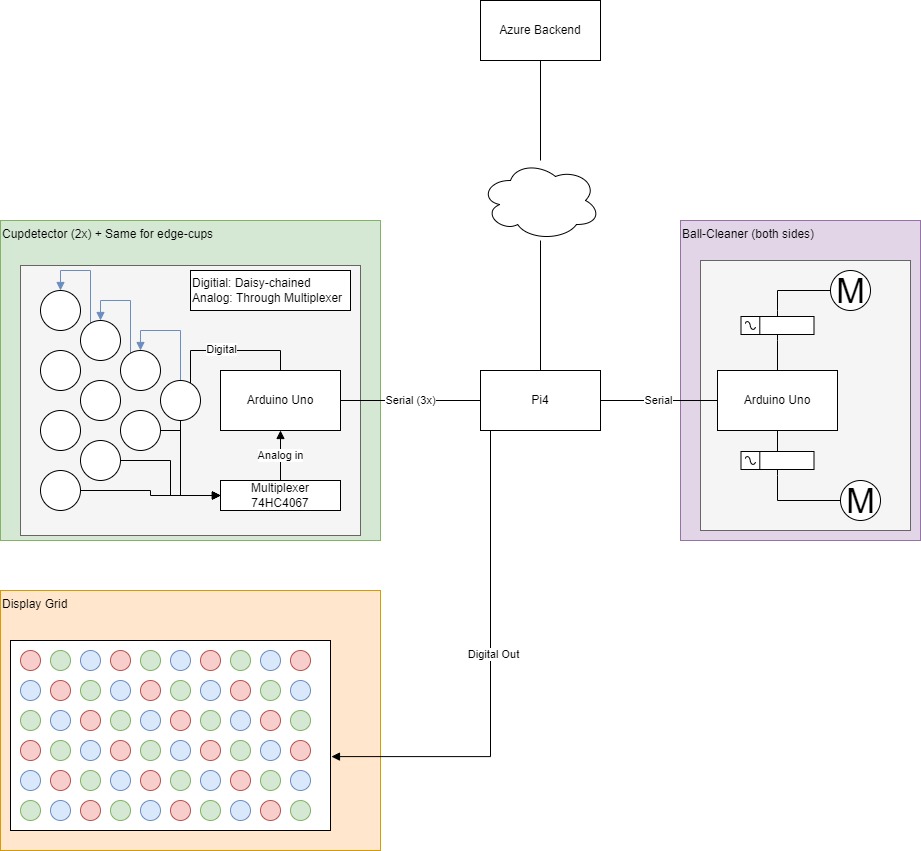 Azure Backend
Cupdetector (2x) + Same for edge-cups
Ball-Cleaner (both sides)
Digitial: Daisy-chained
Analog: Through Multiplexer
M
Digital
Arduino Uno
Serial (3x)
Pi4
Serial
Arduino Uno
Analog in
Multiplexer
74HC4067
M
Display Grid
Digital Out